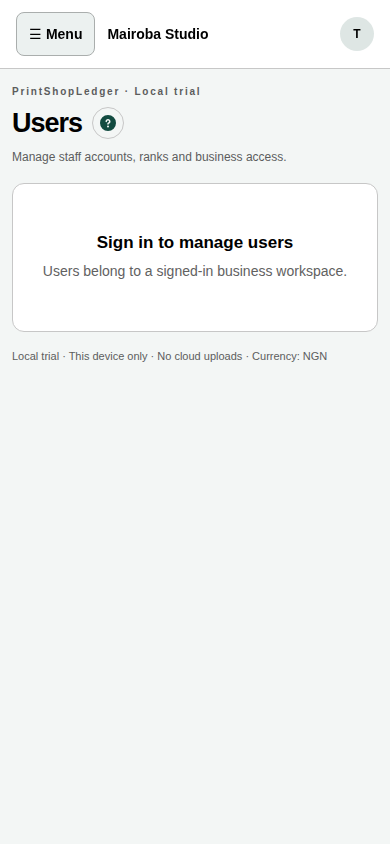 ☰ Menu Mairoba Studio T
PrintShopLedger · Local trial
Users ?
Manage staff accounts, ranks and business access.
Sign in to manage users
Users belong to a signed-in business workspace.
Local trial · This device only · No cloud uploads · Currency: NGN